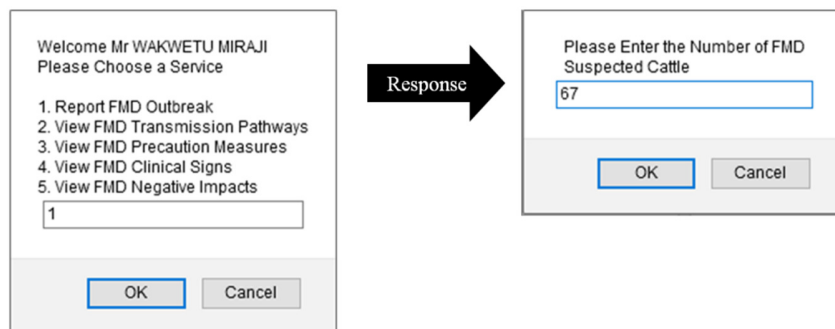 Welcome Mr WAKWETU MIRAJI
Please Choose a Service
1. Report FMD Outbreak
2. View FMD Transmission Pathways
3. View FMD Precaution Measures
4. View FMD Clinical Signs
5. View FMD Negative Impacts
1
OK
Cancel
Response
Please Enter the Number of FMD
Suspected Cattle
67
OK
Cancel